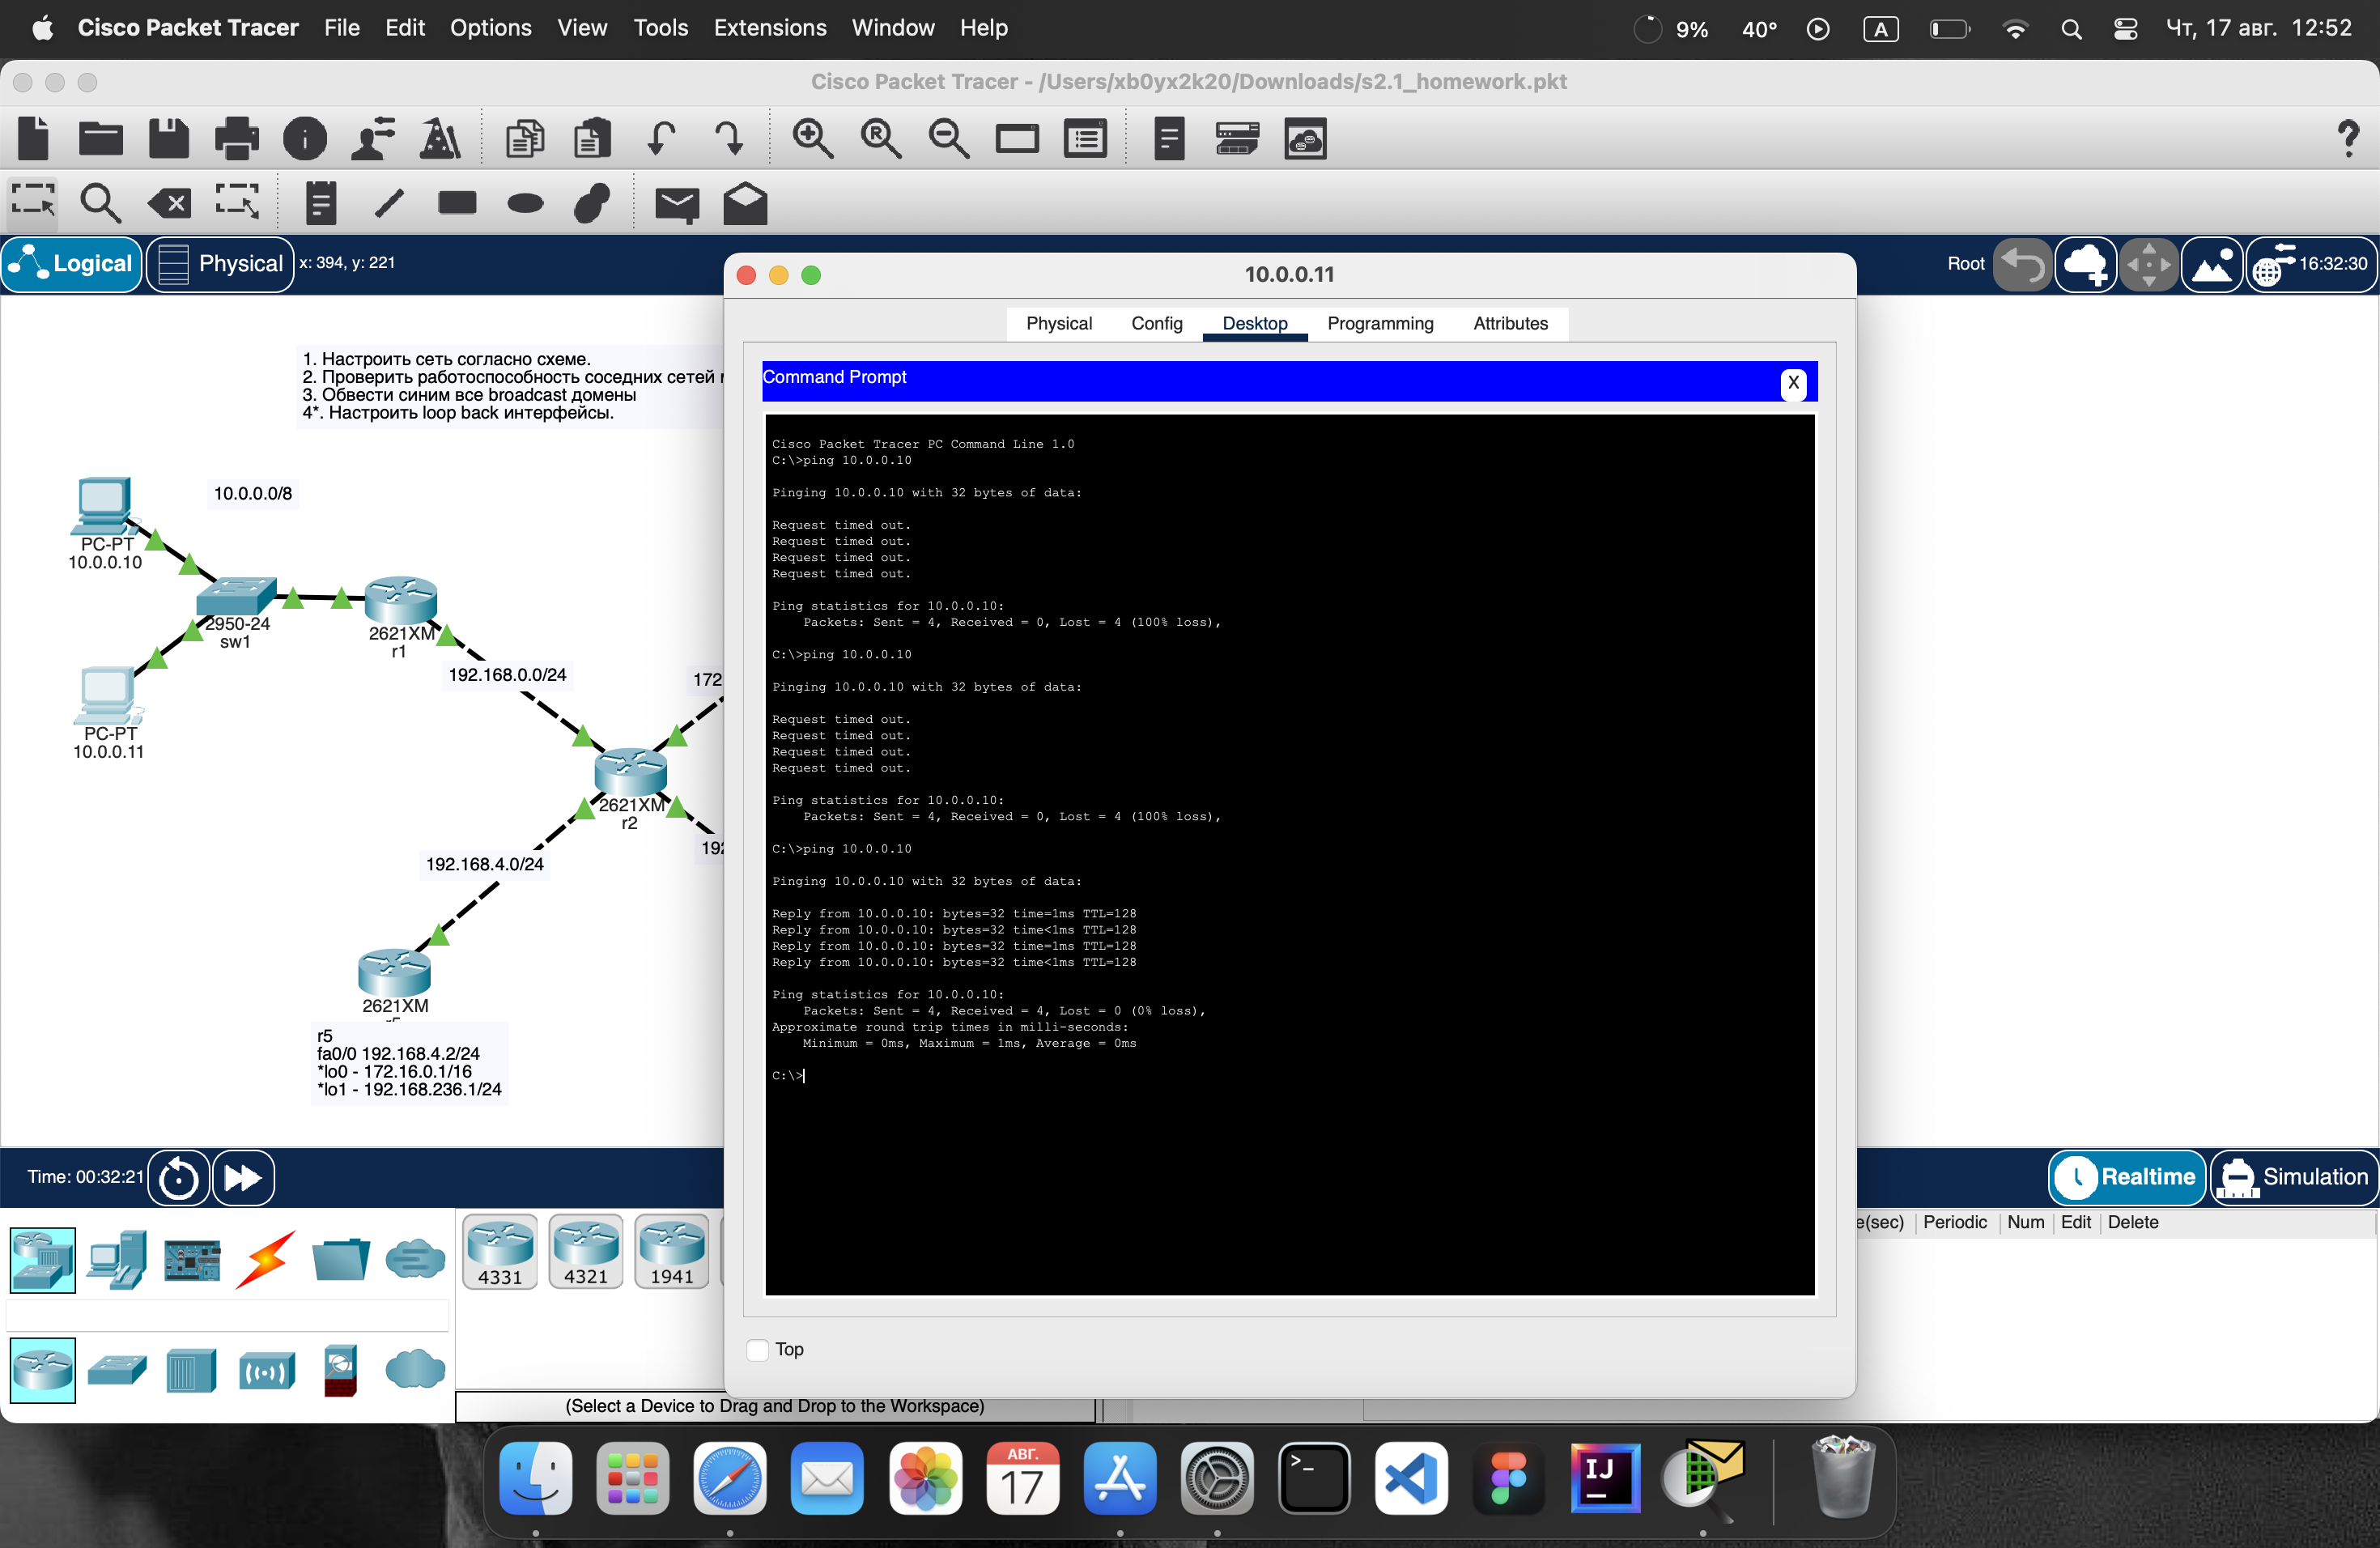 Cisco Packet Tracer File Edit Options View Tools Extensions Window Help 9% 40° A Чт, 17 авг. 12:52
Cisco Packet Tracer - /Users/xb0yx2k20/Downloads/s2.1_homework.pkt
Logical Physical x: 394, y: 221
Root 16:32:30
10.0.0.11
Physical Config Desktop Programming Attributes
Command Prompt
X
Cisco Packet Tracer PC Command Line 1.0
C:\>ping 10.0.0.10
Pinging 10.0.0.10 with 32 bytes of data:
Request timed out.
Request timed out.
Request timed out.
Request timed out.
Ping statistics for 10.0.0.10:
Packets: Sent = 4, Received = 0, Lost = 4 (100% loss),
C:\>ping 10.0.0.10
Pinging 10.0.0.10 with 32 bytes of data:
Request timed out.
Request timed out.
Request timed out.
Request timed out.
Ping statistics for 10.0.0.10:
Packets: Sent = 4, Received = 0, Lost = 4 (100% loss),
C:\>ping 10.0.0.10
Pinging 10.0.0.10 with 32 bytes of data:
Reply from 10.0.0.10: bytes=32 time=1ms TTL=128
Reply from 10.0.0.10: bytes=32 time<1ms TTL=128
Reply from 10.0.0.10: bytes=32 time=1ms TTL=128
Reply from 10.0.0.10: bytes=32 time<1ms TTL=128
Ping statistics for 10.0.0.10:
Packets: Sent = 4, Received = 4, Lost = 0 (0% loss),
Approximate round trip times in milli-seconds:
Minimum = 0ms, Maximum = 1ms, Average = 0ms
C:\>
Top
1. Настроить сеть согласно схеме.
2. Проверить работоспособность соседних сетей
3. Обвести синим все broadcast домены
4*. Настроить loop back интерфейсы.
10.0.0.0/8
PC-PT
10.0.0.10
2950-24
sw1
2621XM
r1
PC-PT
10.0.0.11
192.168.0.0/24
172
2621XM
r2
192
192.168.4.0/24
2621XM
r5
r5
fa0/0 192.168.4.2/24
*lo0 - 172.16.0.1/16
*lo1 - 192.168.236.1/24
Time: 00:32:21
Realtime Simulation
e(sec) Periodic Num Edit Delete
4331 4321 1941
(Select a Device to Drag and Drop to the Workspace)
АВГ.
17
IJ